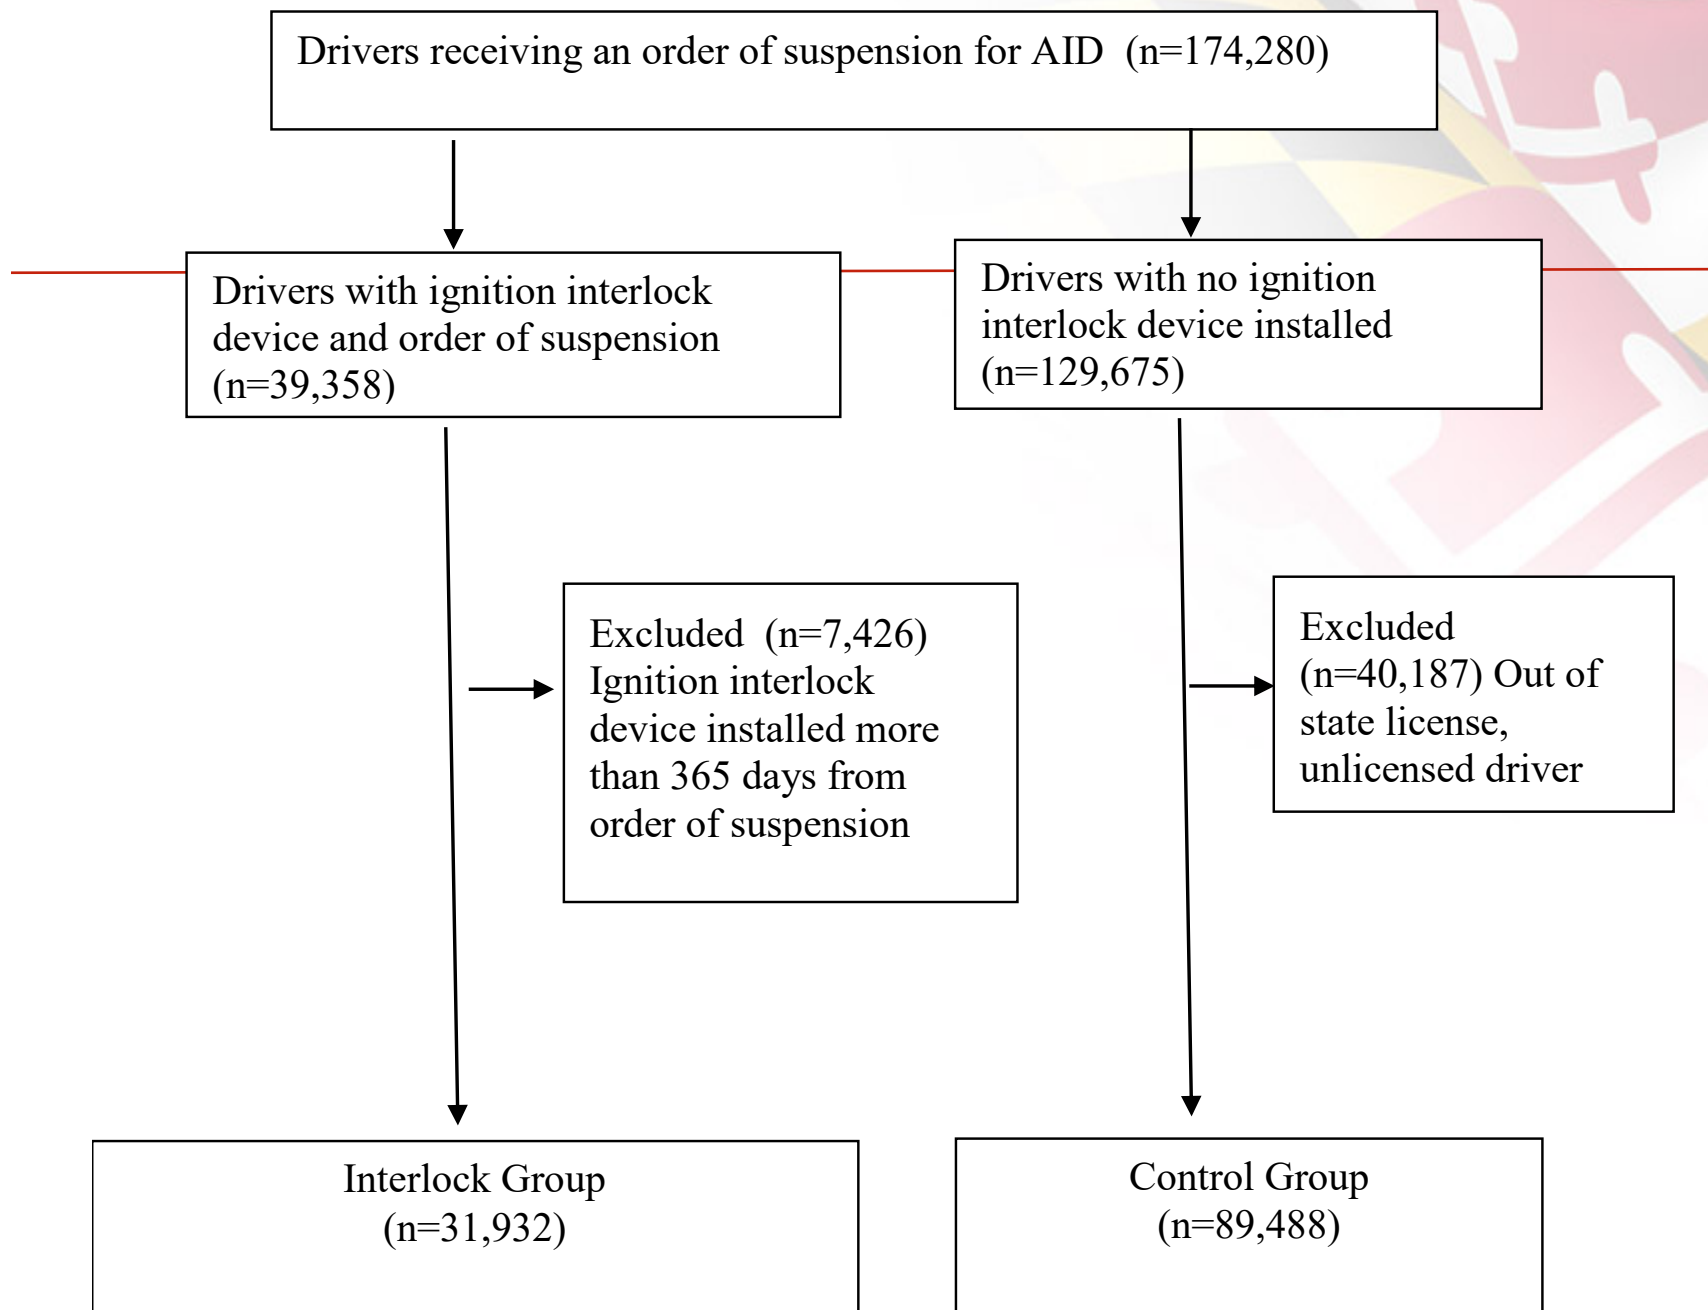 Drivers receiving an order of suspension for AID (n=174,280)
Drivers with ignition interlock
device and order of suspension
(n=39,358)
Drivers with no ignition
interlock device installed
(n=129,675)
Excluded (n=7,426)
Ignition interlock
device installed more
than 365 days from
order of suspension
Excluded
(n=40,187) Out of
state license,
unlicensed driver
Interlock Group
(n=31,932)
Control Group
(n=89,488)